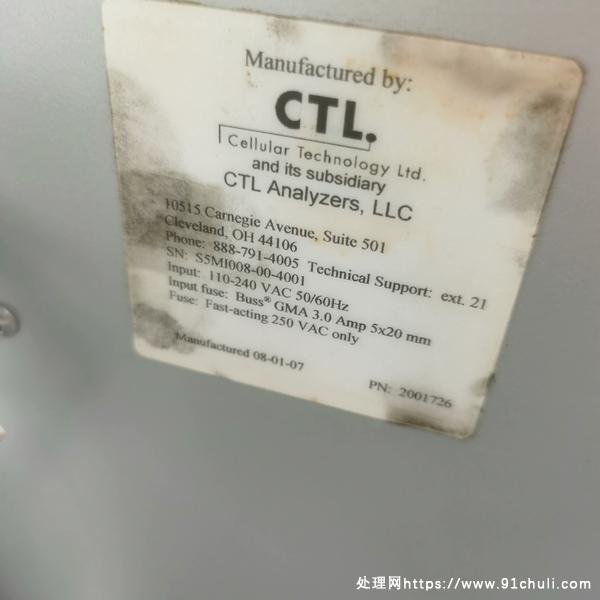 Manufactured by:
CTL.
Cellular Technology Ltd.
and its subsidiary
CTL Analyzers, LLC
10515 Carnegie Avenue, Suite 501
Cleveland, OH 44106
Phone: 888-791-4005 Technical Support: ext. 21
SN: S5MI008-00-4001
Input: 110-240 VAC 50/60Hz
Input fuse: Buss® GMA 3.0 Amp 5x20 mm
Fuse: Fast-acting 250 VAC only
Manufactured 08-01-07
PN: 2001726
处理网https://www.91chuli.com/